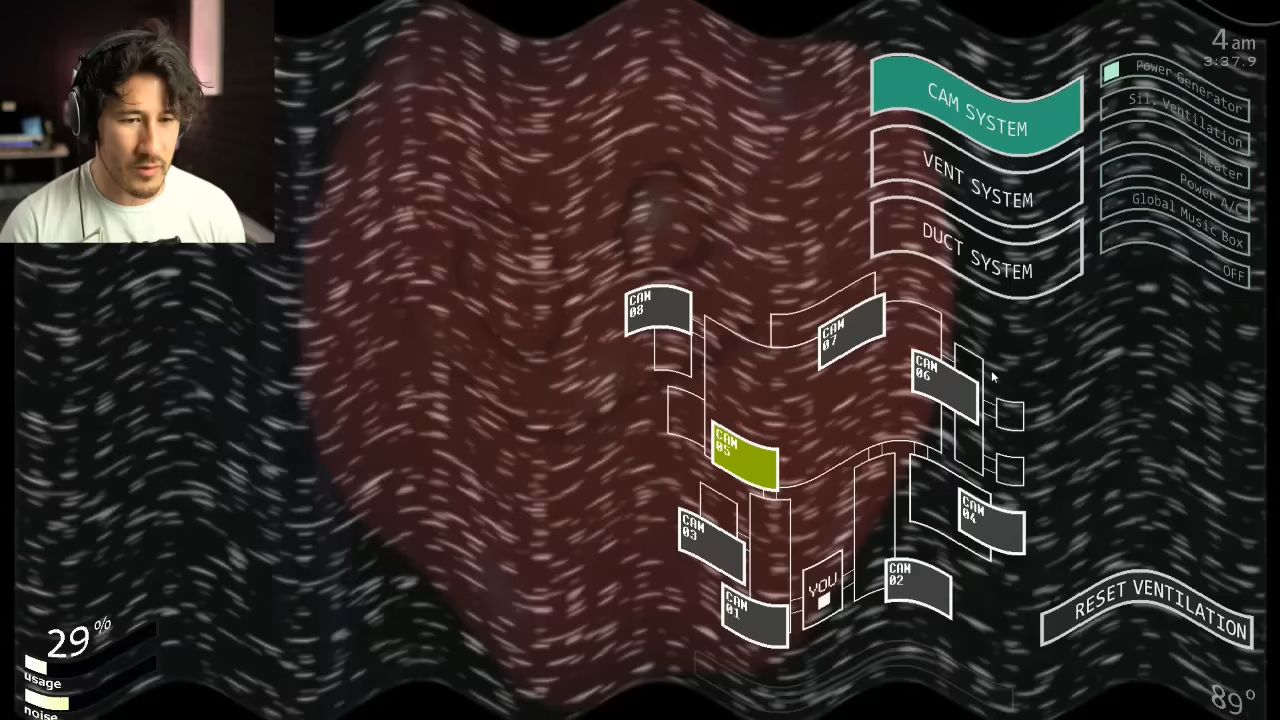 4 am
3:37.9
CAM SYSTEM
VENT SYSTEM
DUCT SYSTEM
Power Generator
Sil. Ventilation
Heater
Power A/C
Global Music Box
OFF
CAM
08
CAM
07
CAM
06
CAM
05
CAM
04
CAM
03
CAM
02
YOU
CAM
01
RESET VENTILATION
29%
usage
noise
89°